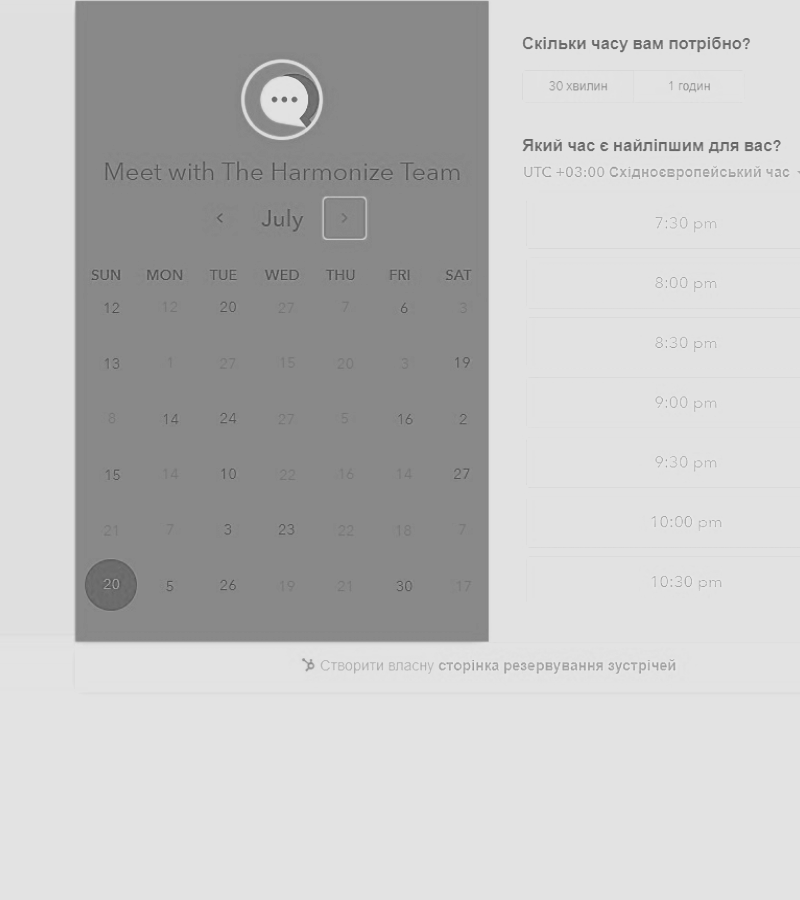 Meet with The Harmonize Team
July
SUN MON TUE WED THU FRI SAT
12 12 20 27 7 6 3
13 1 27 15 20 3 19
8 14 24 27 5 16 2
15 14 10 22 16 14 27
21 7 3 23 22 18 7
20 5 26 19 21 30 17
Скільки часу вам потрібно?
30 хвилин 1 годин
Який час є найліпшим для вас?
UTC +03:00 Східноєвропейський час
7:30 pm
8:00 pm
8:30 pm
9:00 pm
9:30 pm
10:00 pm
10:30 pm
Створити власну сторінка резервування зустрічей